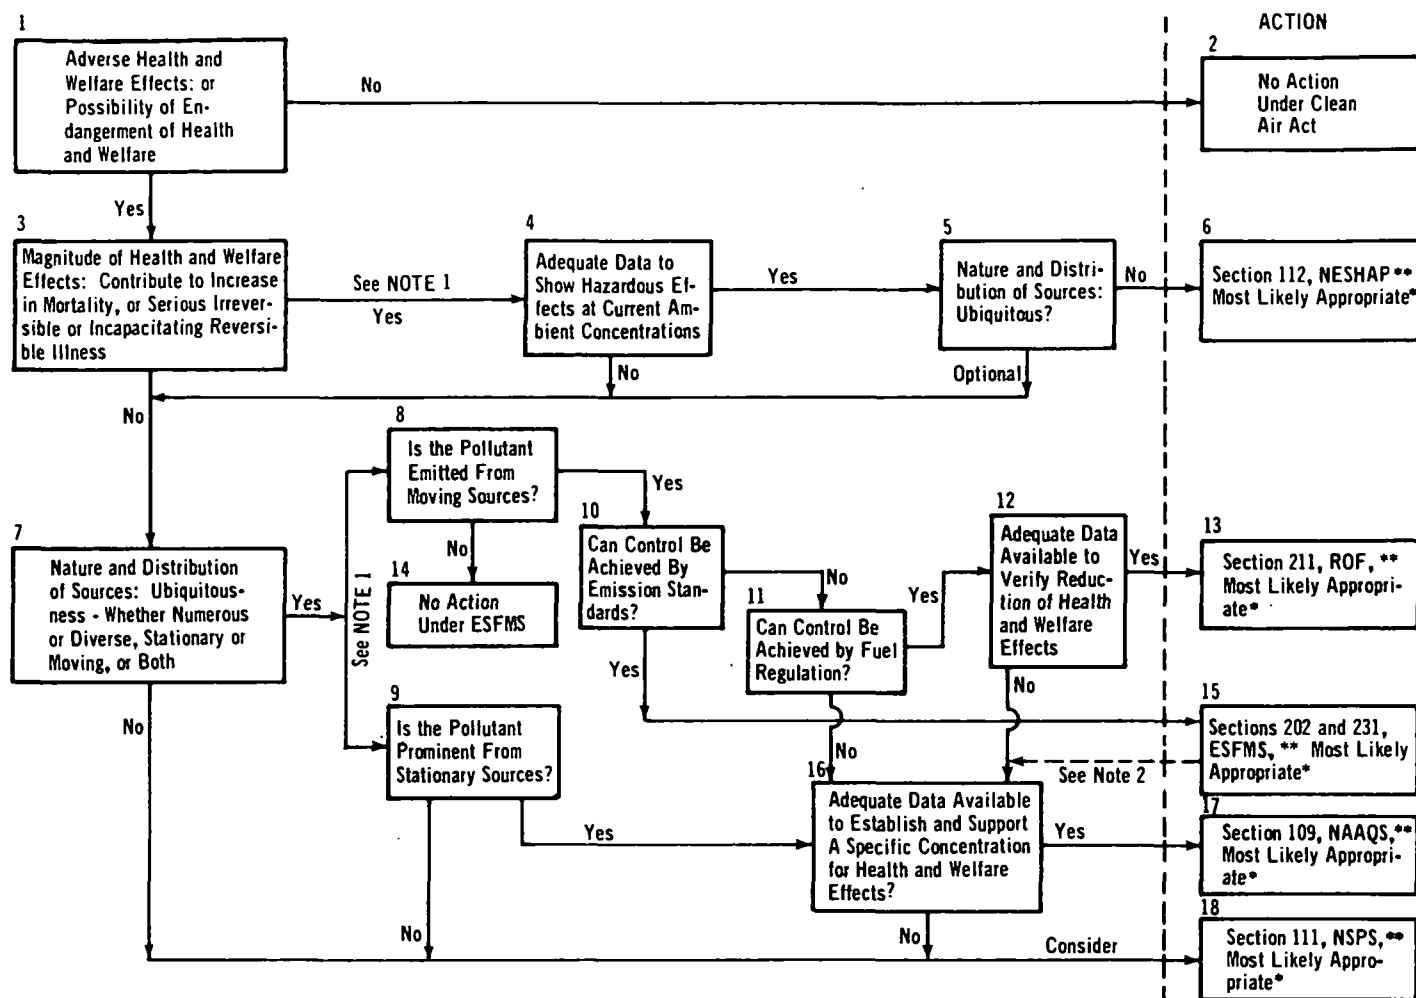 ACTION
1
Adverse Health and
Welfare Effects: or
Possibility of En-
dangerment of Health
and Welfare
No
2
No Action
Under Clean
Air Act
Yes
3
Magnitude of Health and Welfare
Effects: Contribute to Increase
in Mortality, or Serious Irrever-
sible or Incapacitating Reversi-
ble Illness
See NOTE 1
Yes
4
Adequate Data to
Show Hazardous Ef-
fects at Current Am-
bient Concentrations
Yes
5
Nature and Distri-
bution of Sources:
Ubiquitous?
No
6
Section 112, NESHAP **
Most Likely Appropriate*
No
Optional
No
7
Nature and Distribution
of Sources: Ubiquitous-
ness - Whether Numerous
or Diverse, Stationary or
Moving, or Both
Yes
See NOTE 1
8
Is the Pollutant
Emitted From
Moving Sources?
Yes
No
14
No Action
Under ESFMS
10
Can Control Be
Achieved By
Emission Stan-
dards?
No
Yes
11
Can Control Be
Achieved by Fuel
Regulation?
Yes
No
12
Adequate Data
Available to
Verify Reduc-
tion of Health
and Welfare
Effects
Yes
No
13
Section 211, ROF, **
Most Likely Appropri-
ate*
15
Sections 202 and 231,
ESFMS, ** Most Likely
Appropriate*
See Note 2
9
Is the Pollutant
Prominent From
Stationary Sources?
Yes
No
16
Adequate Data Available
to Establish and Support
A Specific Concentration
for Health and Welfare
Effects?
Yes
No
17
Section 109, NAAQS,**
Most Likely Appropri-
ate*
No
Consider
18
Section 111, NSPS,**
Most Likely Appro-
priate*